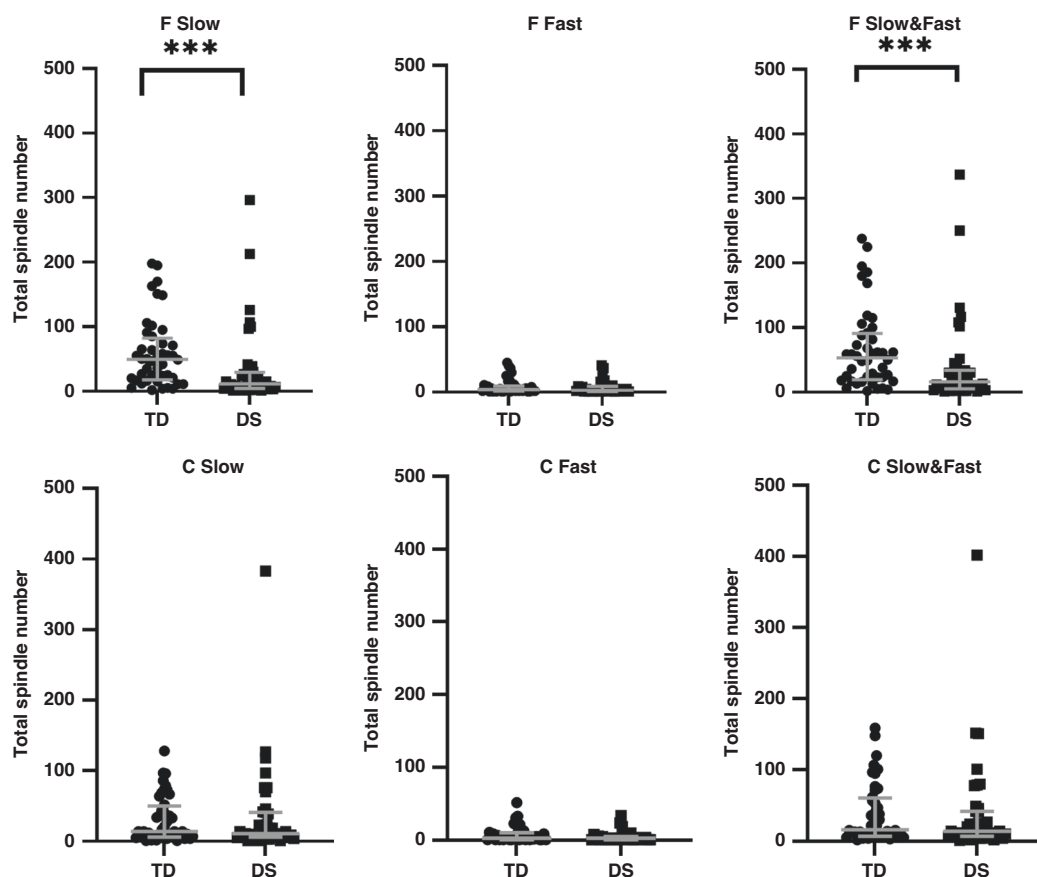 F Slow
***
Total spindle number
500
400
300
200
100
0
TD DS
F Fast
Total spindle number
500
400
300
200
100
0
TD DS
F Slow&Fast
***
Total spindle number
500
400
300
200
100
0
TD DS
C Slow
Total spindle number
500
400
300
200
100
0
TD DS
C Fast
Total spindle number
500
400
300
200
100
0
TD DS
C Slow&Fast
Total spindle number
500
400
300
200
100
0
TD DS